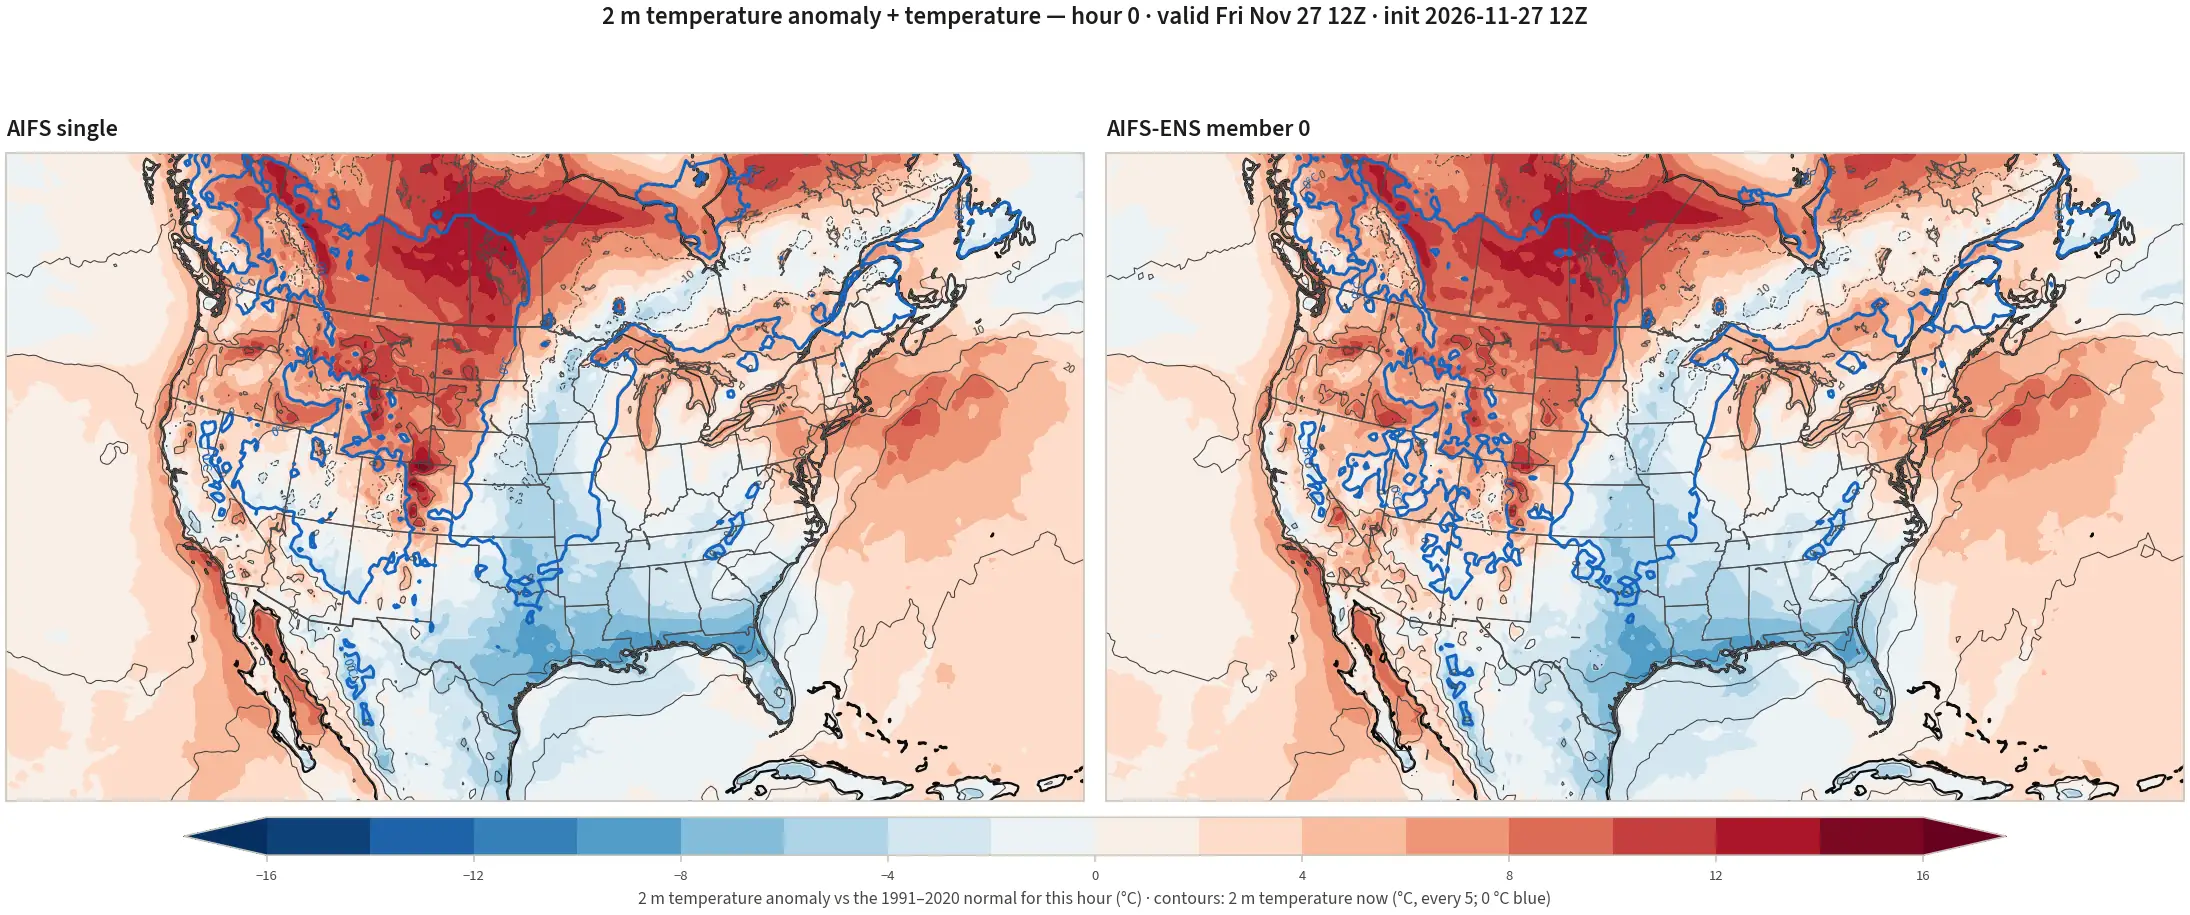 2 m temperature anomaly + temperature — hour 0 · valid Fri Nov 27 12Z · init 2026-11-27 12Z
AIFS single
AIFS-ENS member 0
−16 −12 −8 −4 0 4 8 12 16
2 m temperature anomaly vs the 1991–2020 normal for this hour (°C) · contours: 2 m temperature now (°C, every 5; 0 °C blue)